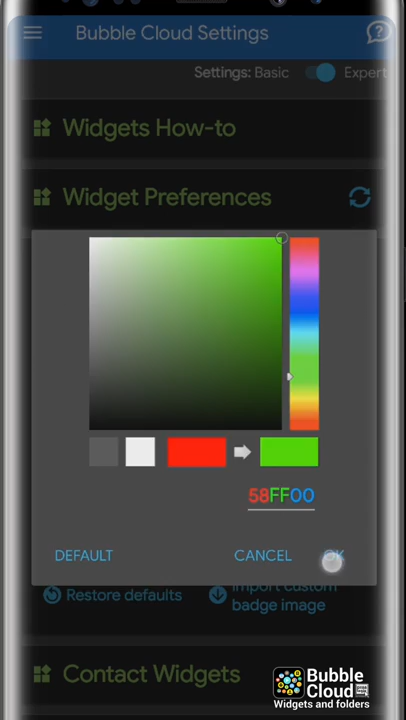 Bubble Cloud Settings
Settings: Basic Expert
Widgets How-to
Widget Preferences
58FF00
DEFAULT CANCEL OK
Restore defaults
Import custom
badge image
Contact Widgets
Bubble
Cloud
Widgets and folders